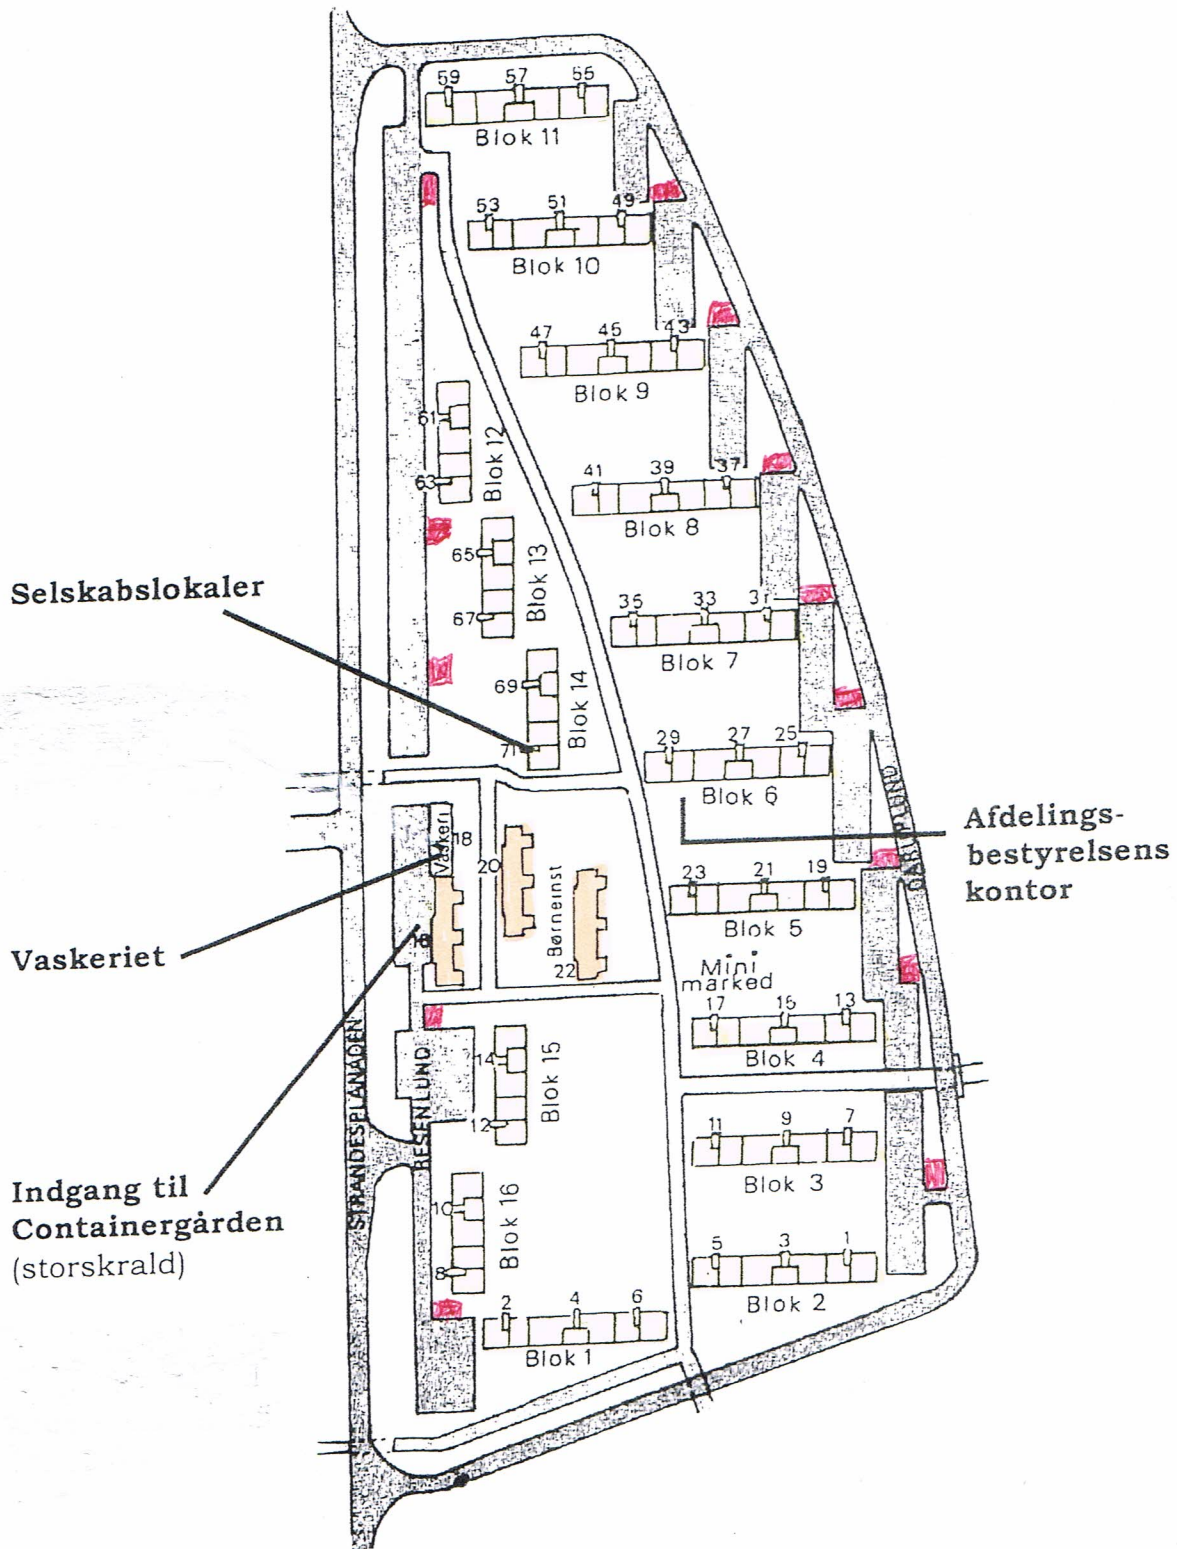 59 57 55
Blok 11
53 51 49
Blok 10
47 45 43
Blok 9
61
63
Blok 12
41 39 37
Blok 8
65
67
Blok 13
Selskabslokaler
35 33 31
Blok 7
69
71
Blok 14
29 27 25
Blok 6
Afdelings-
bestyrelsens
kontor
Vaskeri
18
20
Børneinst
22
23 21 19
Blok 5
Vaskeriet
18
Mini
marked
17 15 13
Blok 4
STRANDESPLANADEN
RESENLUND
14
12
Blok 15
11 9 7
Blok 3
Indgang til
Containergården
(storskrald)
10
8
Blok 16
5 3 1
Blok 2
2 4 6
Blok 1